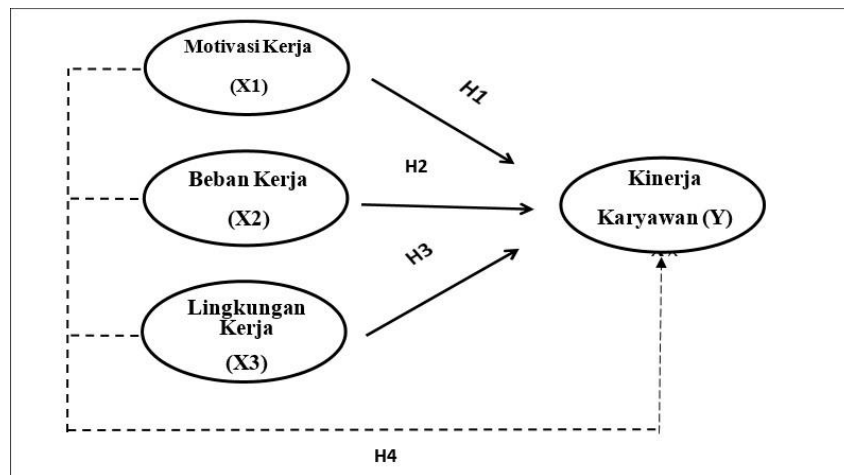 Motivasi Kerja
(X1)
H1
Beban Kerja
(X2)
H2
Kinerja
Karyawan (Y)
Lingkungan
Kerja
(X3)
H3
H4